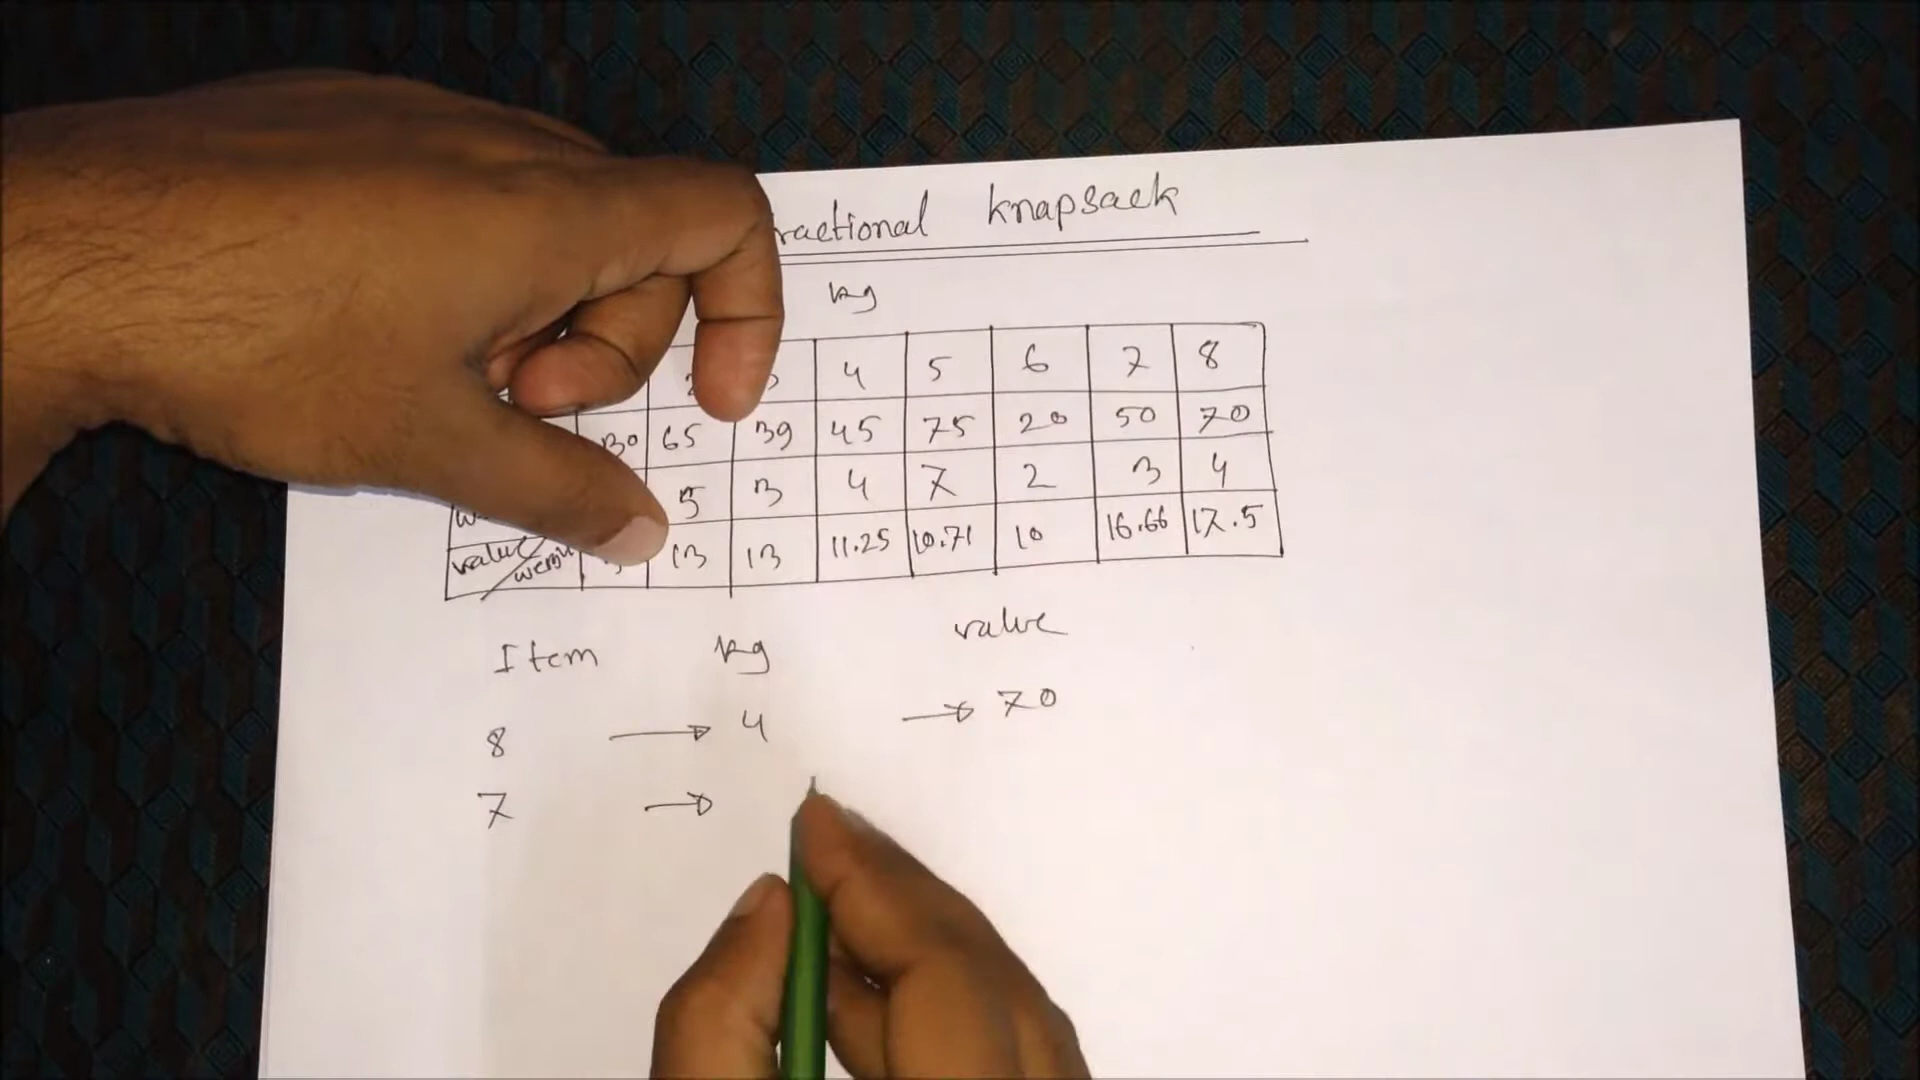 ractional knapsack
kg
4 5 6 7 8
30 65 39 45 75 20 50 70
5 3 4 7 2 3 4
value 13 13 11.25 10.71 10 16.66 17.5
Item kg value
8 → 4 → 70
7 →